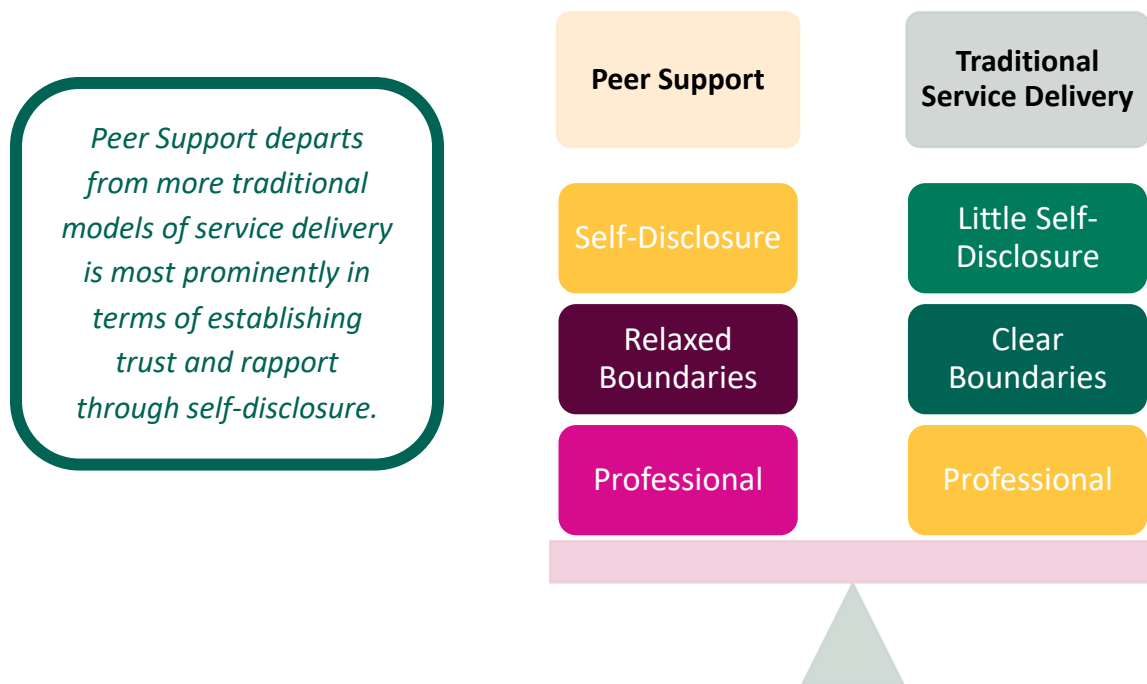 Peer Support departs
from more traditional
models of service delivery
is most prominently in
terms of establishing
trust and rapport
through self-disclosure.
Peer Support
Traditional
Service Delivery
Self-Disclosure
Little Self-
Disclosure
Relaxed
Boundaries
Clear
Boundaries
Professional
Professional